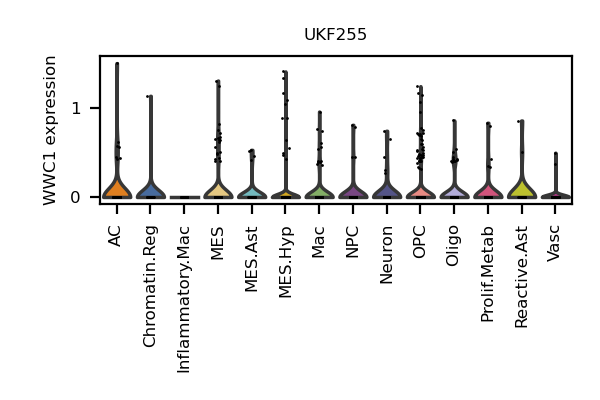 UKF255
WWC1 expression
1
0
AC
Chromatin.Reg
Inflammatory.Mac
MES
MES.Ast
MES.Hyp
Mac
NPC
Neuron
OPC
Oligo
Prolif.Metab
Reactive.Ast
Vasc